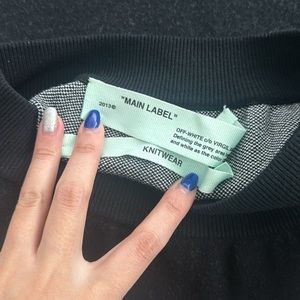 2013©
"MAIN LABEL"
OFF-WHITE c/o VIRGIL
Defining the grey area
and white as the color
KNITWEAR